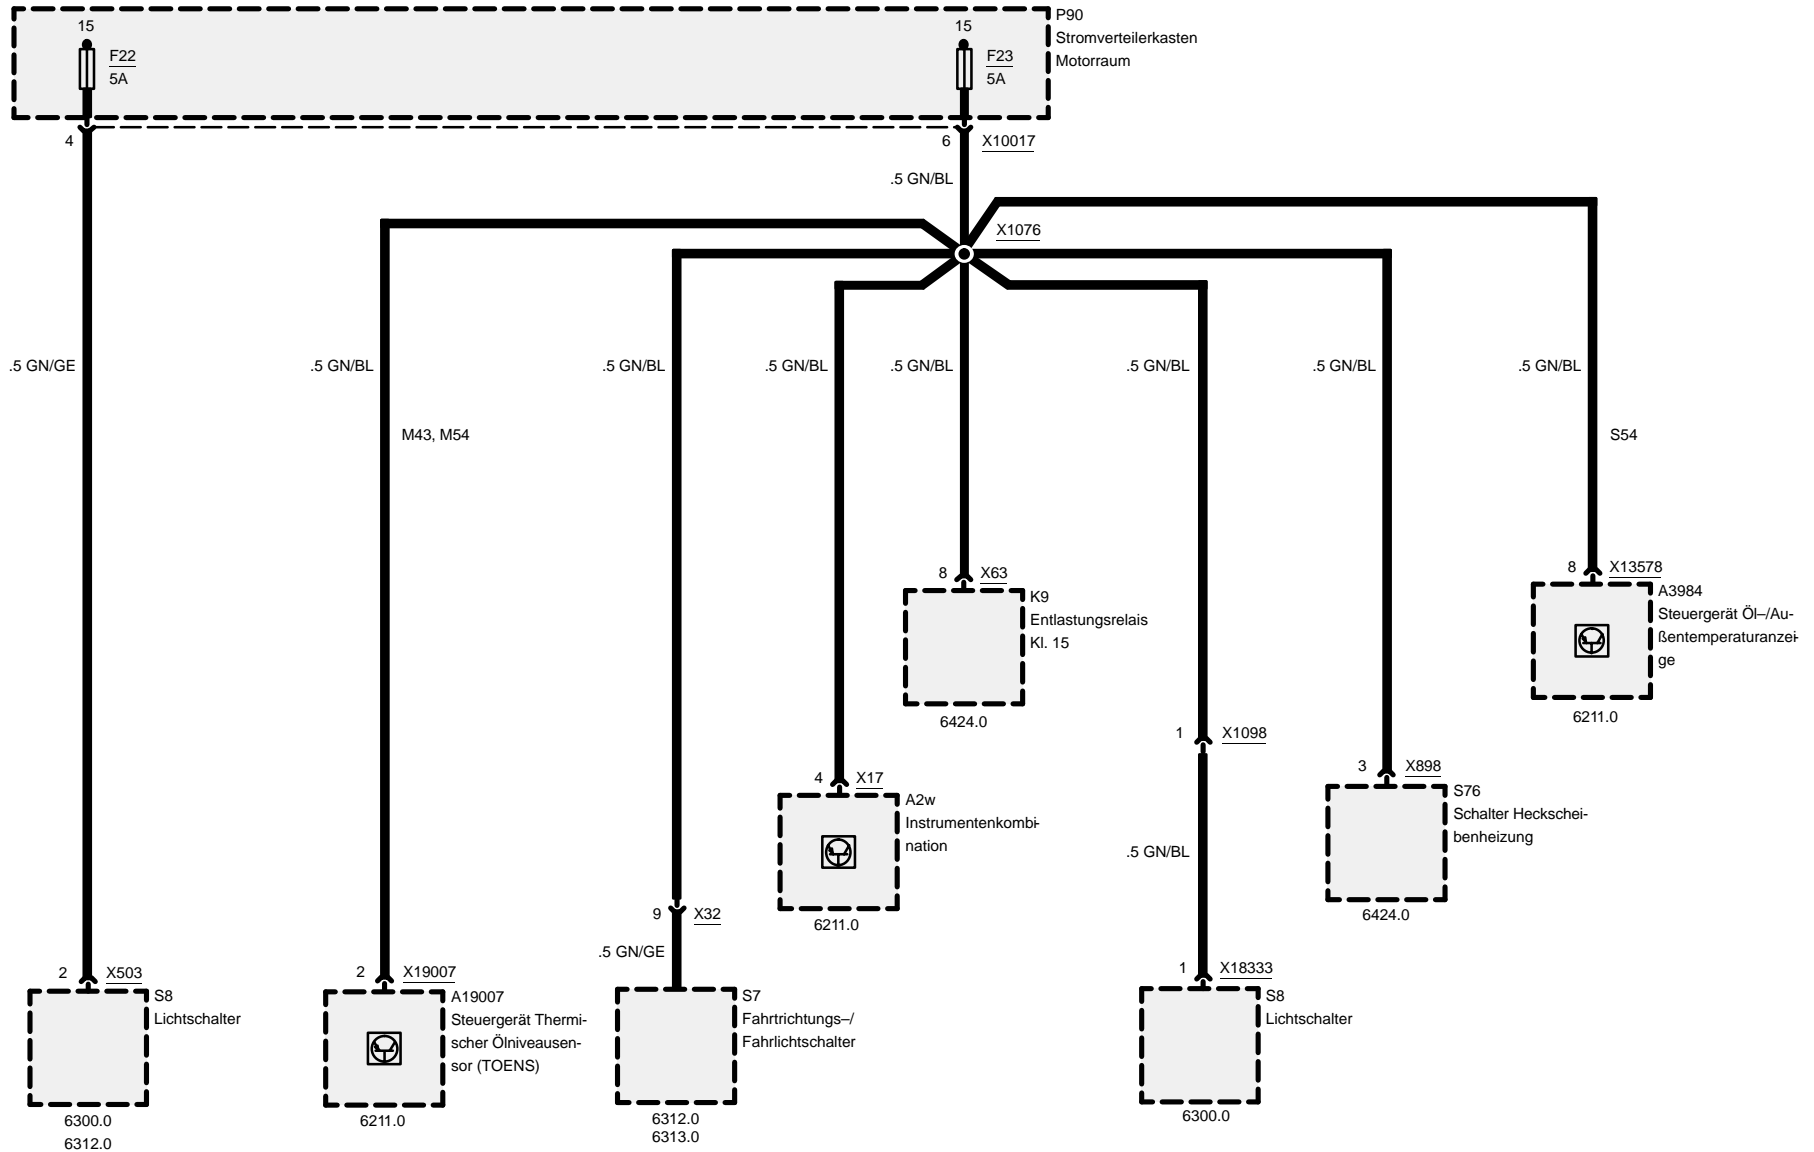 15
F22
5A
15
F23
5A
P90
Stromverteilerkasten
Motorraum
4
6
X10017
.5 GN/BL
X1076
.5 GN/GE
.5 GN/BL
.5 GN/BL
.5 GN/BL
.5 GN/BL
.5 GN/BL
.5 GN/BL
.5 GN/BL
M43, M54
S54
8
X63
K9
Entlastungsrelais
Kl. 15
6424.0
8
X13578
A3984
Steuergerät Öl–/Au-
ßentemperaturanzei-
ge
6211.0
1
X1098
.5 GN/BL
4
X17
A2w
Instrumentenkombi-
nation
6211.0
3
X898
S76
Schalter Heckschei-
benheizung
6424.0
9
X32
.5 GN/GE
2
X503
S8
Lichtschalter
6300.0
6312.0
2
X19007
A19007
Steuergerät Thermi-
scher Ölniveausen-
sor (TOENS)
6211.0
S7
Fahrtrichtungs–/
Fahrlichtschalter
6312.0
6313.0
1
X18333
S8
Lichtschalter
6300.0